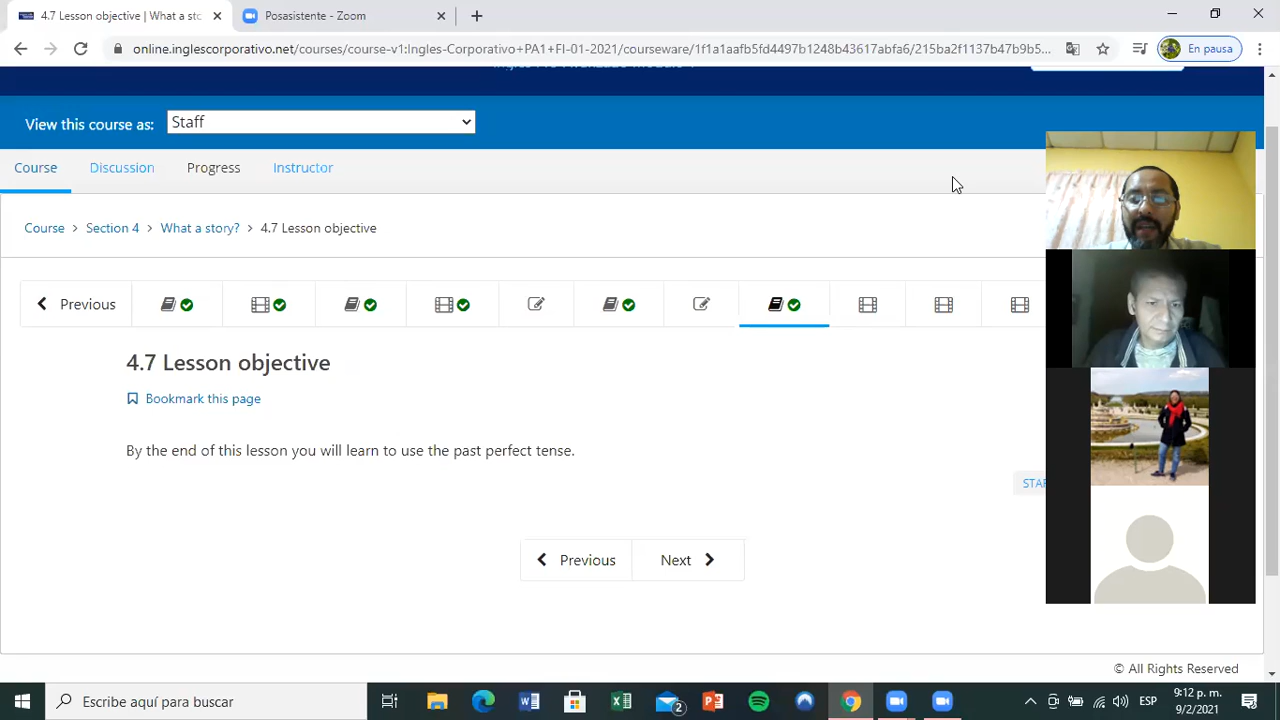 4.7 Lesson objective | What a sto
Posasistente - Zoom
online.inglescorporativo.net/courses/course-v1:Ingles-Corporativo+PA1+FI-01-2021/courseware/1f1a1aafb5fd4497b1248b43617abfa6/215ba2f1137b47b9b5...
En pausa
View this course as:
Staff
Course
Discussion
Progress
Instructor
Course > Section 4 > What a story? > 4.7 Lesson objective
Previous
4.7 Lesson objective
Bookmark this page
By the end of this lesson you will learn to use the past perfect tense.
STAF
Previous
Next
© All Rights Reserved
Escribe aquí para buscar
2
ESP
9:12 p. m.
9/2/2021